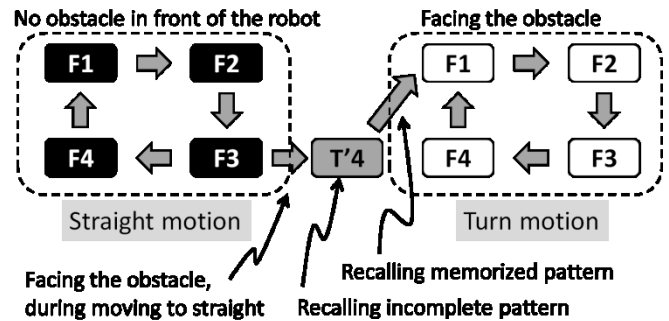 No obstacle in front of the robot
Facing the obstacle
F1
F2
F4
F3
T'4
F1
F2
F4
F3
Straight motion
Turn motion
Facing the obstacle,
during moving to straight
Recalling incomplete pattern
Recalling memorized pattern